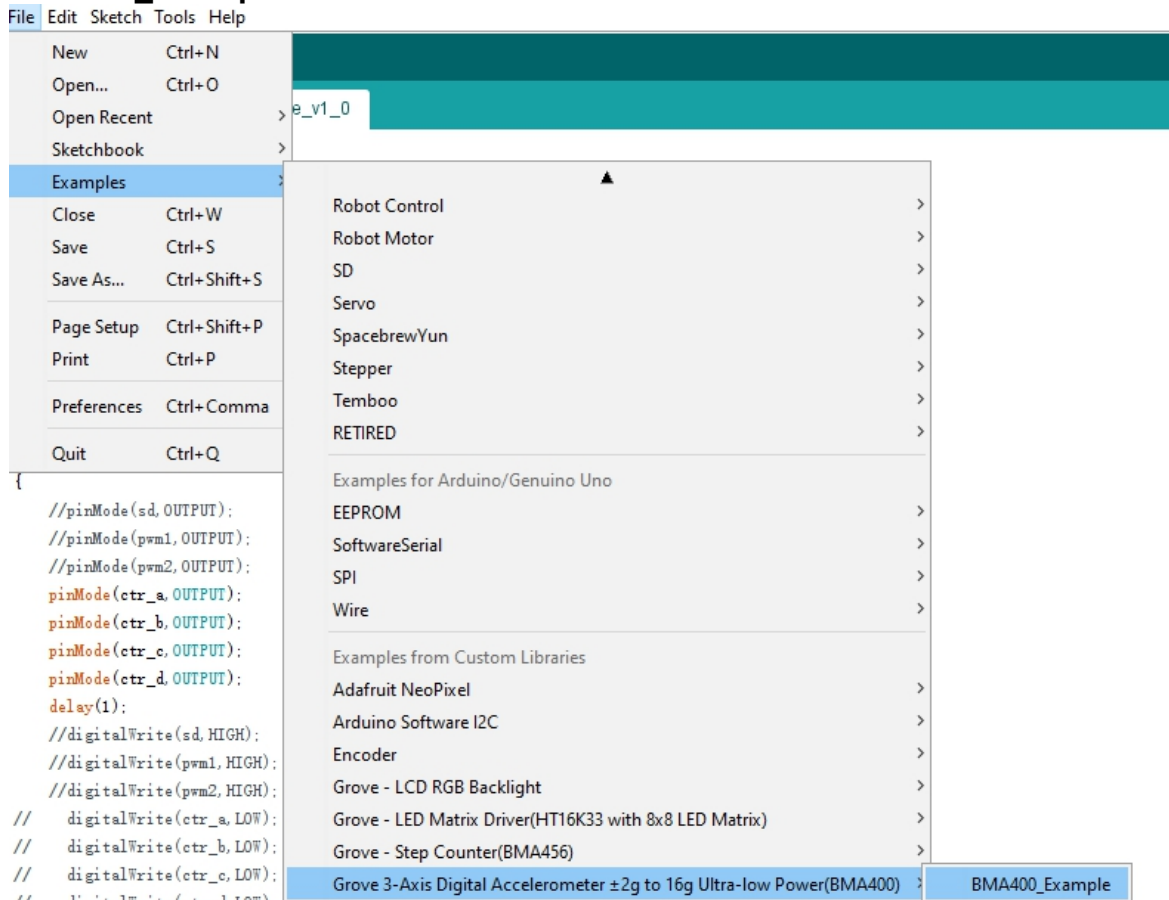 File Edit Sketch Tools Help
New Ctrl+N
Open... Ctrl+O
Open Recent
Sketchbook
Examples
Close Ctrl+W
Save Ctrl+S
Save As... Ctrl+Shift+S
Page Setup Ctrl+Shift+P
Print Ctrl+P
Preferences Ctrl+Comma
Quit Ctrl+Q
e_v1_0
Robot Control
Robot Motor
SD
Servo
SpacebrewYun
Stepper
Temboo
RETIRED
Examples for Arduino/Genuino Uno
EEPROM
SoftwareSerial
SPI
Wire
Examples from Custom Libraries
Adafruit NeoPixel
Arduino Software I2C
Encoder
Grove - LCD RGB Backlight
Grove - LED Matrix Driver(HT16K33 with 8x8 LED Matrix)
Grove - Step Counter(BMA456)
Grove 3-Axis Digital Accelerometer ±2g to 16g Ultra-low Power(BMA400)
BMA400_Example
{
//pinMode(sd,OUTPUT);
//pinMode(pwm1,OUTPUT);
//pinMode(pwm2,OUTPUT);
pinMode(ctr_a,OUTPUT);
pinMode(ctr_b,OUTPUT);
pinMode(ctr_c,OUTPUT);
pinMode(ctr_d,OUTPUT);
delay(1);
//digitalWrite(sd,HIGH);
//digitalWrite(pwm1,HIGH);
//digitalWrite(pwm2,HIGH);
// digitalWrite(ctr_a,LOW);
// digitalWrite(ctr_b,LOW);
// digitalWrite(ctr_c,LOW);